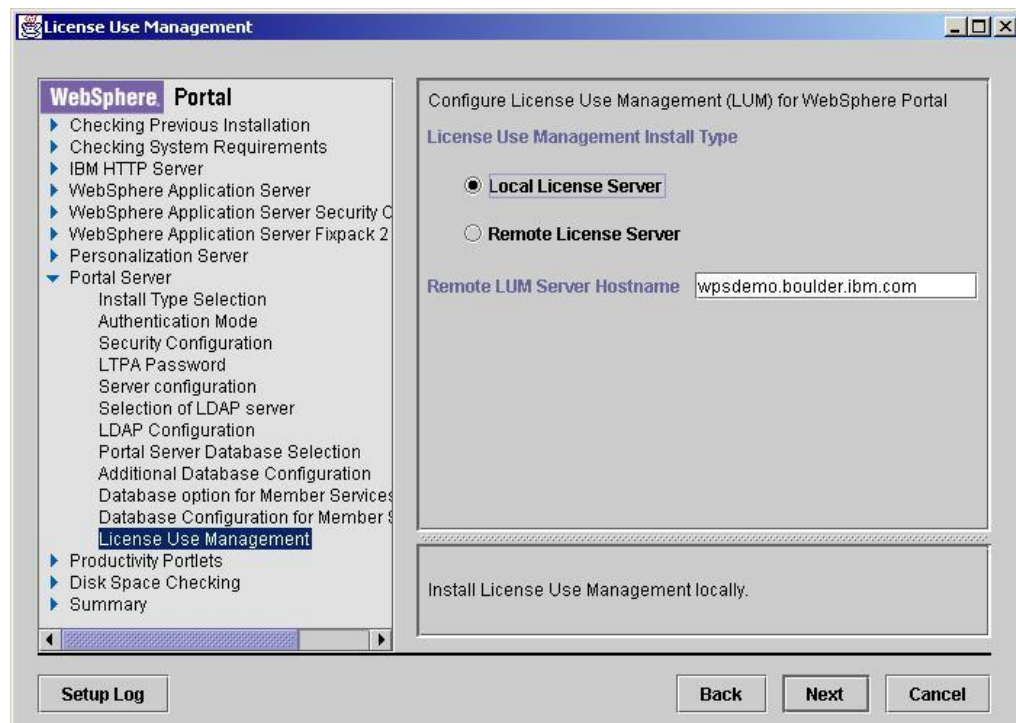 License Use Management
WebSphere Portal
Checking Previous Installation
Checking System Requirements
IBM HTTP Server
WebSphere Application Server
WebSphere Application Server Security C
WebSphere Application Server Fixpack 2
Personalization Server
Portal Server
Install Type Selection
Authentication Mode
Security Configuration
LTPA Password
Server configuration
Selection of LDAP server
LDAP Configuration
Portal Server Database Selection
Additional Database Configuration
Database option for Member Services
Database Configuration for Member S
License Use Management
Productivity Portlets
Disk Space Checking
Summary
Configure License Use Management (LUM) for WebSphere Portal
License Use Management Install Type
Local License Server
Remote License Server
Remote LUM Server Hostname wpsdemo.boulder.ibm.com
Install License Use Management locally.
Setup Log
Back Next Cancel